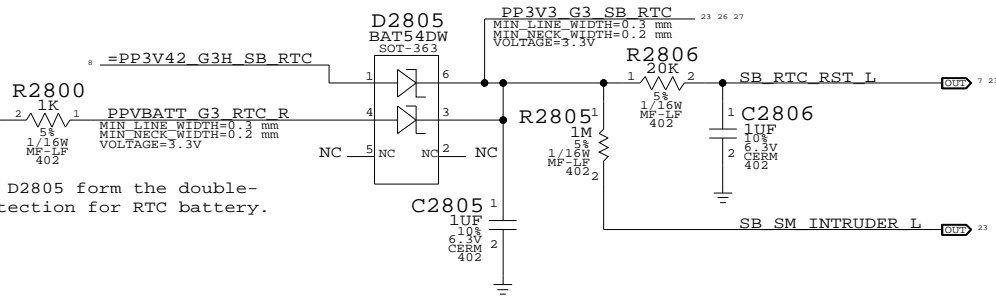 PP3V3_G3_SB_RTC
23 26 27
MIN_LINE_WIDTH=0.3 mm
MIN_NECK_WIDTH=0.2 mm
VOLTAGE=3.3V
D2805
BAT54DW
SOT-363
8 =PP3V42_G3H_SB_RTC
1
6
R2800
1K
2
1
5%
1/16W
MF-LF
402
PPVBATT_G3_RTC_R
MIN_LINE_WIDTH=0.3 mm
MIN_NECK_WIDTH=0.2 mm
VOLTAGE=3.3V
4
3
NC 5 NC
NC 2 NC
R2806
20K
1
2
5%
1/16W
MF-LF
402
SB_RTC_RST_L
OUT
7 23
R2805
1
1M
5%
1/16W
MF-LF
402
2
C2806
1
1UF
10%
6.3V
CERM
402
2
D2805 form the double-
tection for RTC battery.
C2805
1
1UF
10%
6.3V
CERM
402
2
SB_SM_INTRUDER_L
OUT
23